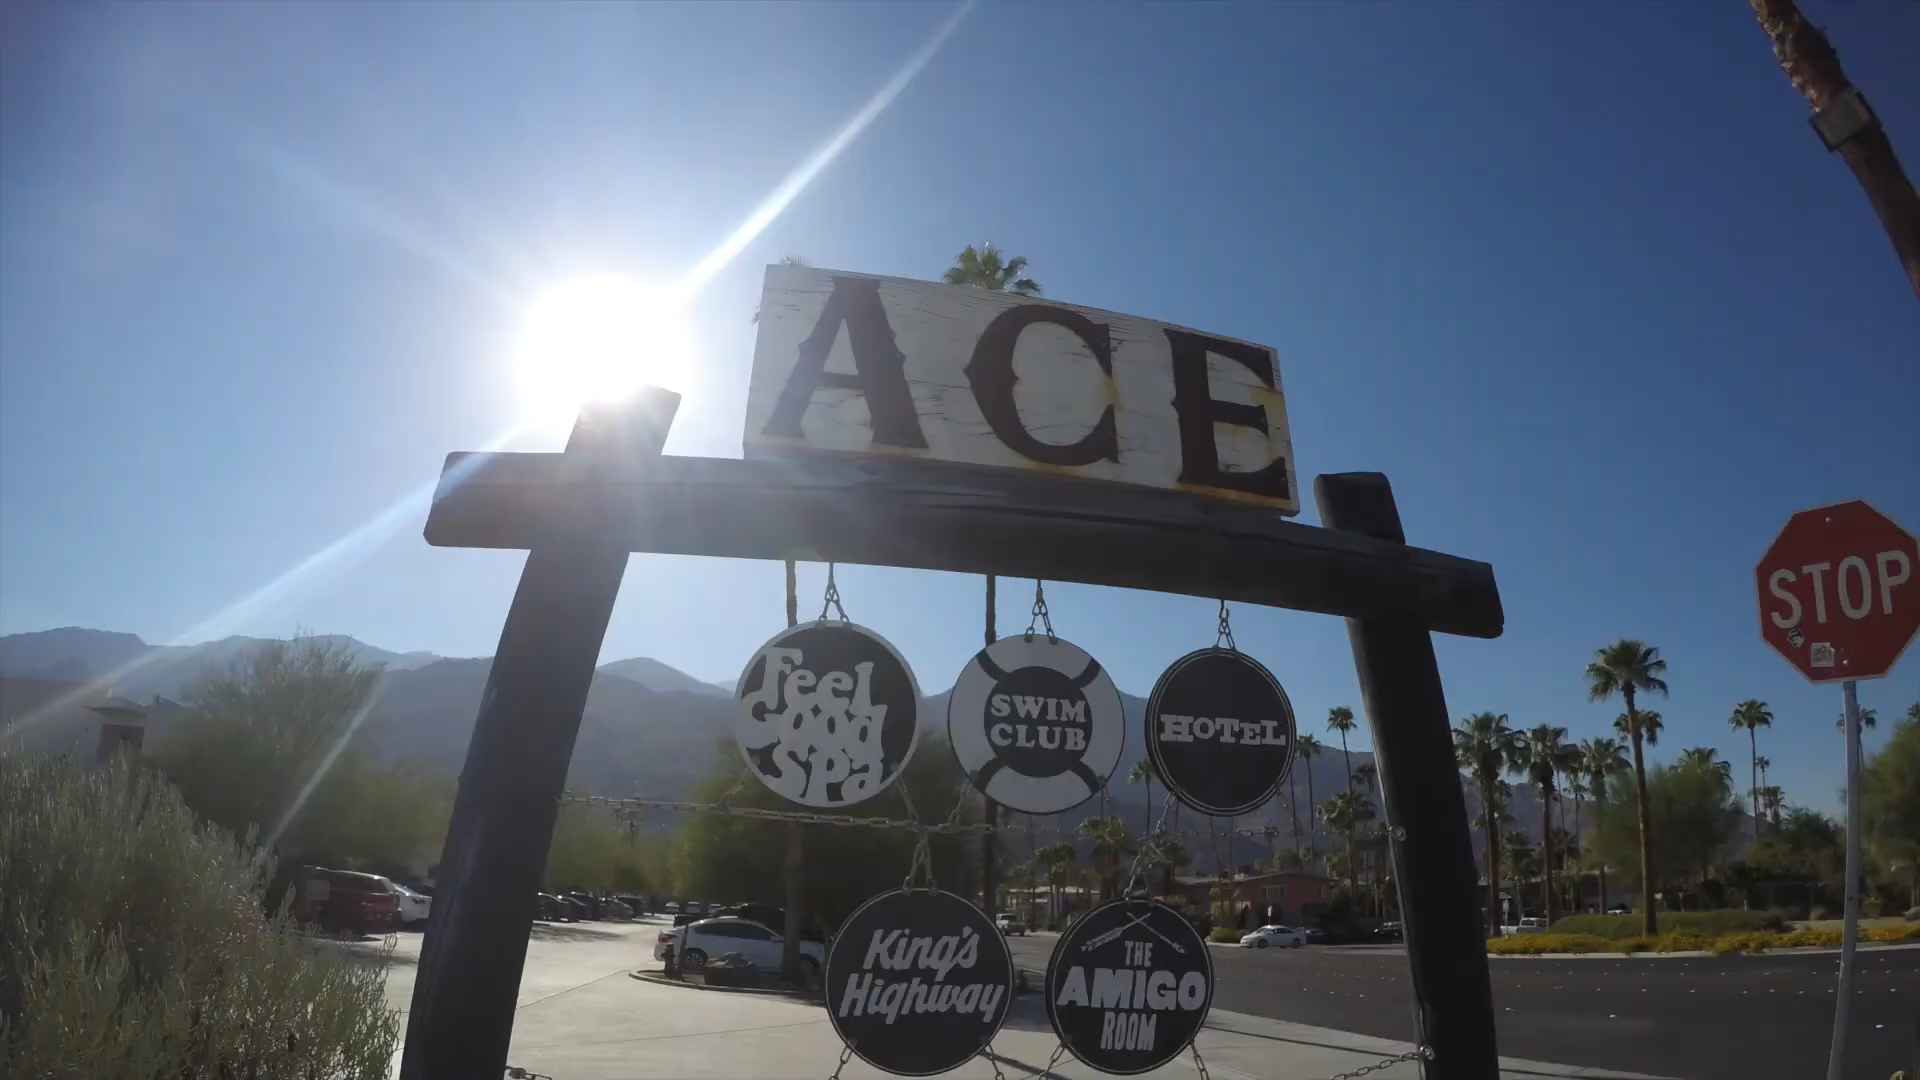 ACE
Feel
Good
Spa
SWIM
CLUB
HOTEL
STOP
King's
Highway
THE
AMIGO
ROOM